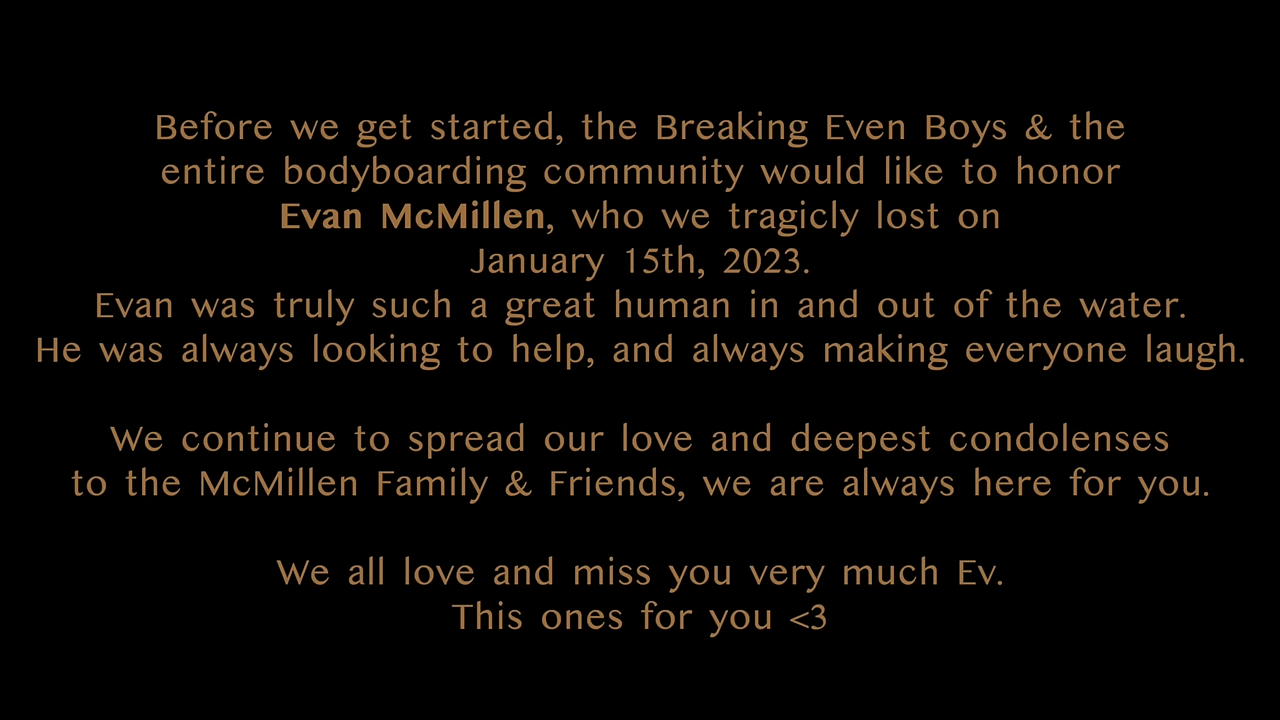 Before we get started, the Breaking Even Boys & the
entire bodyboarding community would like to honor
Evan McMillen, who we tragicly lost on
January 15th, 2023.
Evan was truly such a great human in and out of the water.
He was always looking to help, and always making everyone laugh.
We continue to spread our love and deepest condolenses
to the McMillen Family & Friends, we are always here for you.
We all love and miss you very much Ev.
This ones for you <3